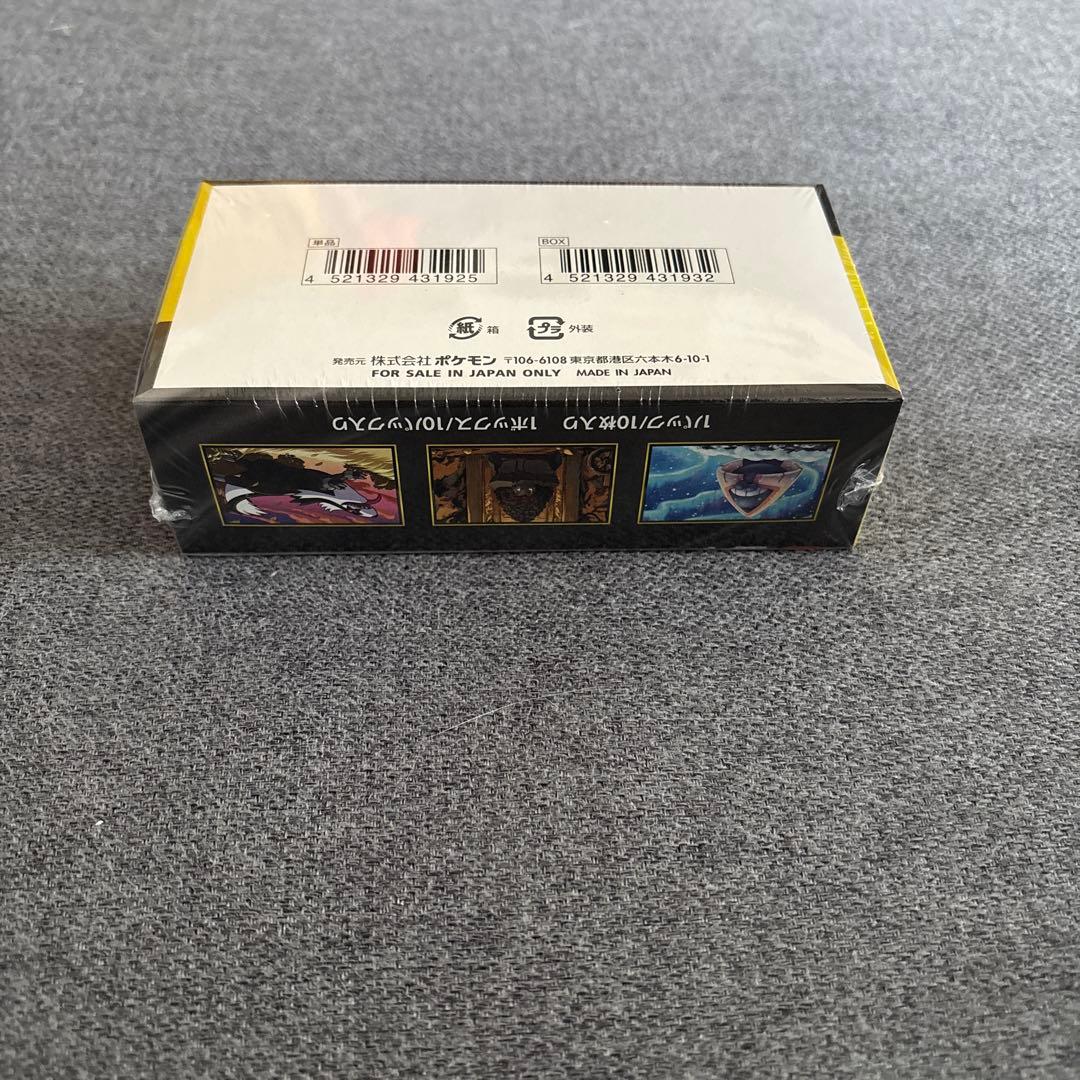 単品
BOX
4 521329 431925
4 521329 431932
紙 箱
プラ 外装
発売元 株式会社 ポケモン 〒106-6108 東京都港区六本木6-10-1
FOR SALE IN JAPAN ONLY MADE IN JAPAN
1パック/10枚入り 1ボックス/10パック入り